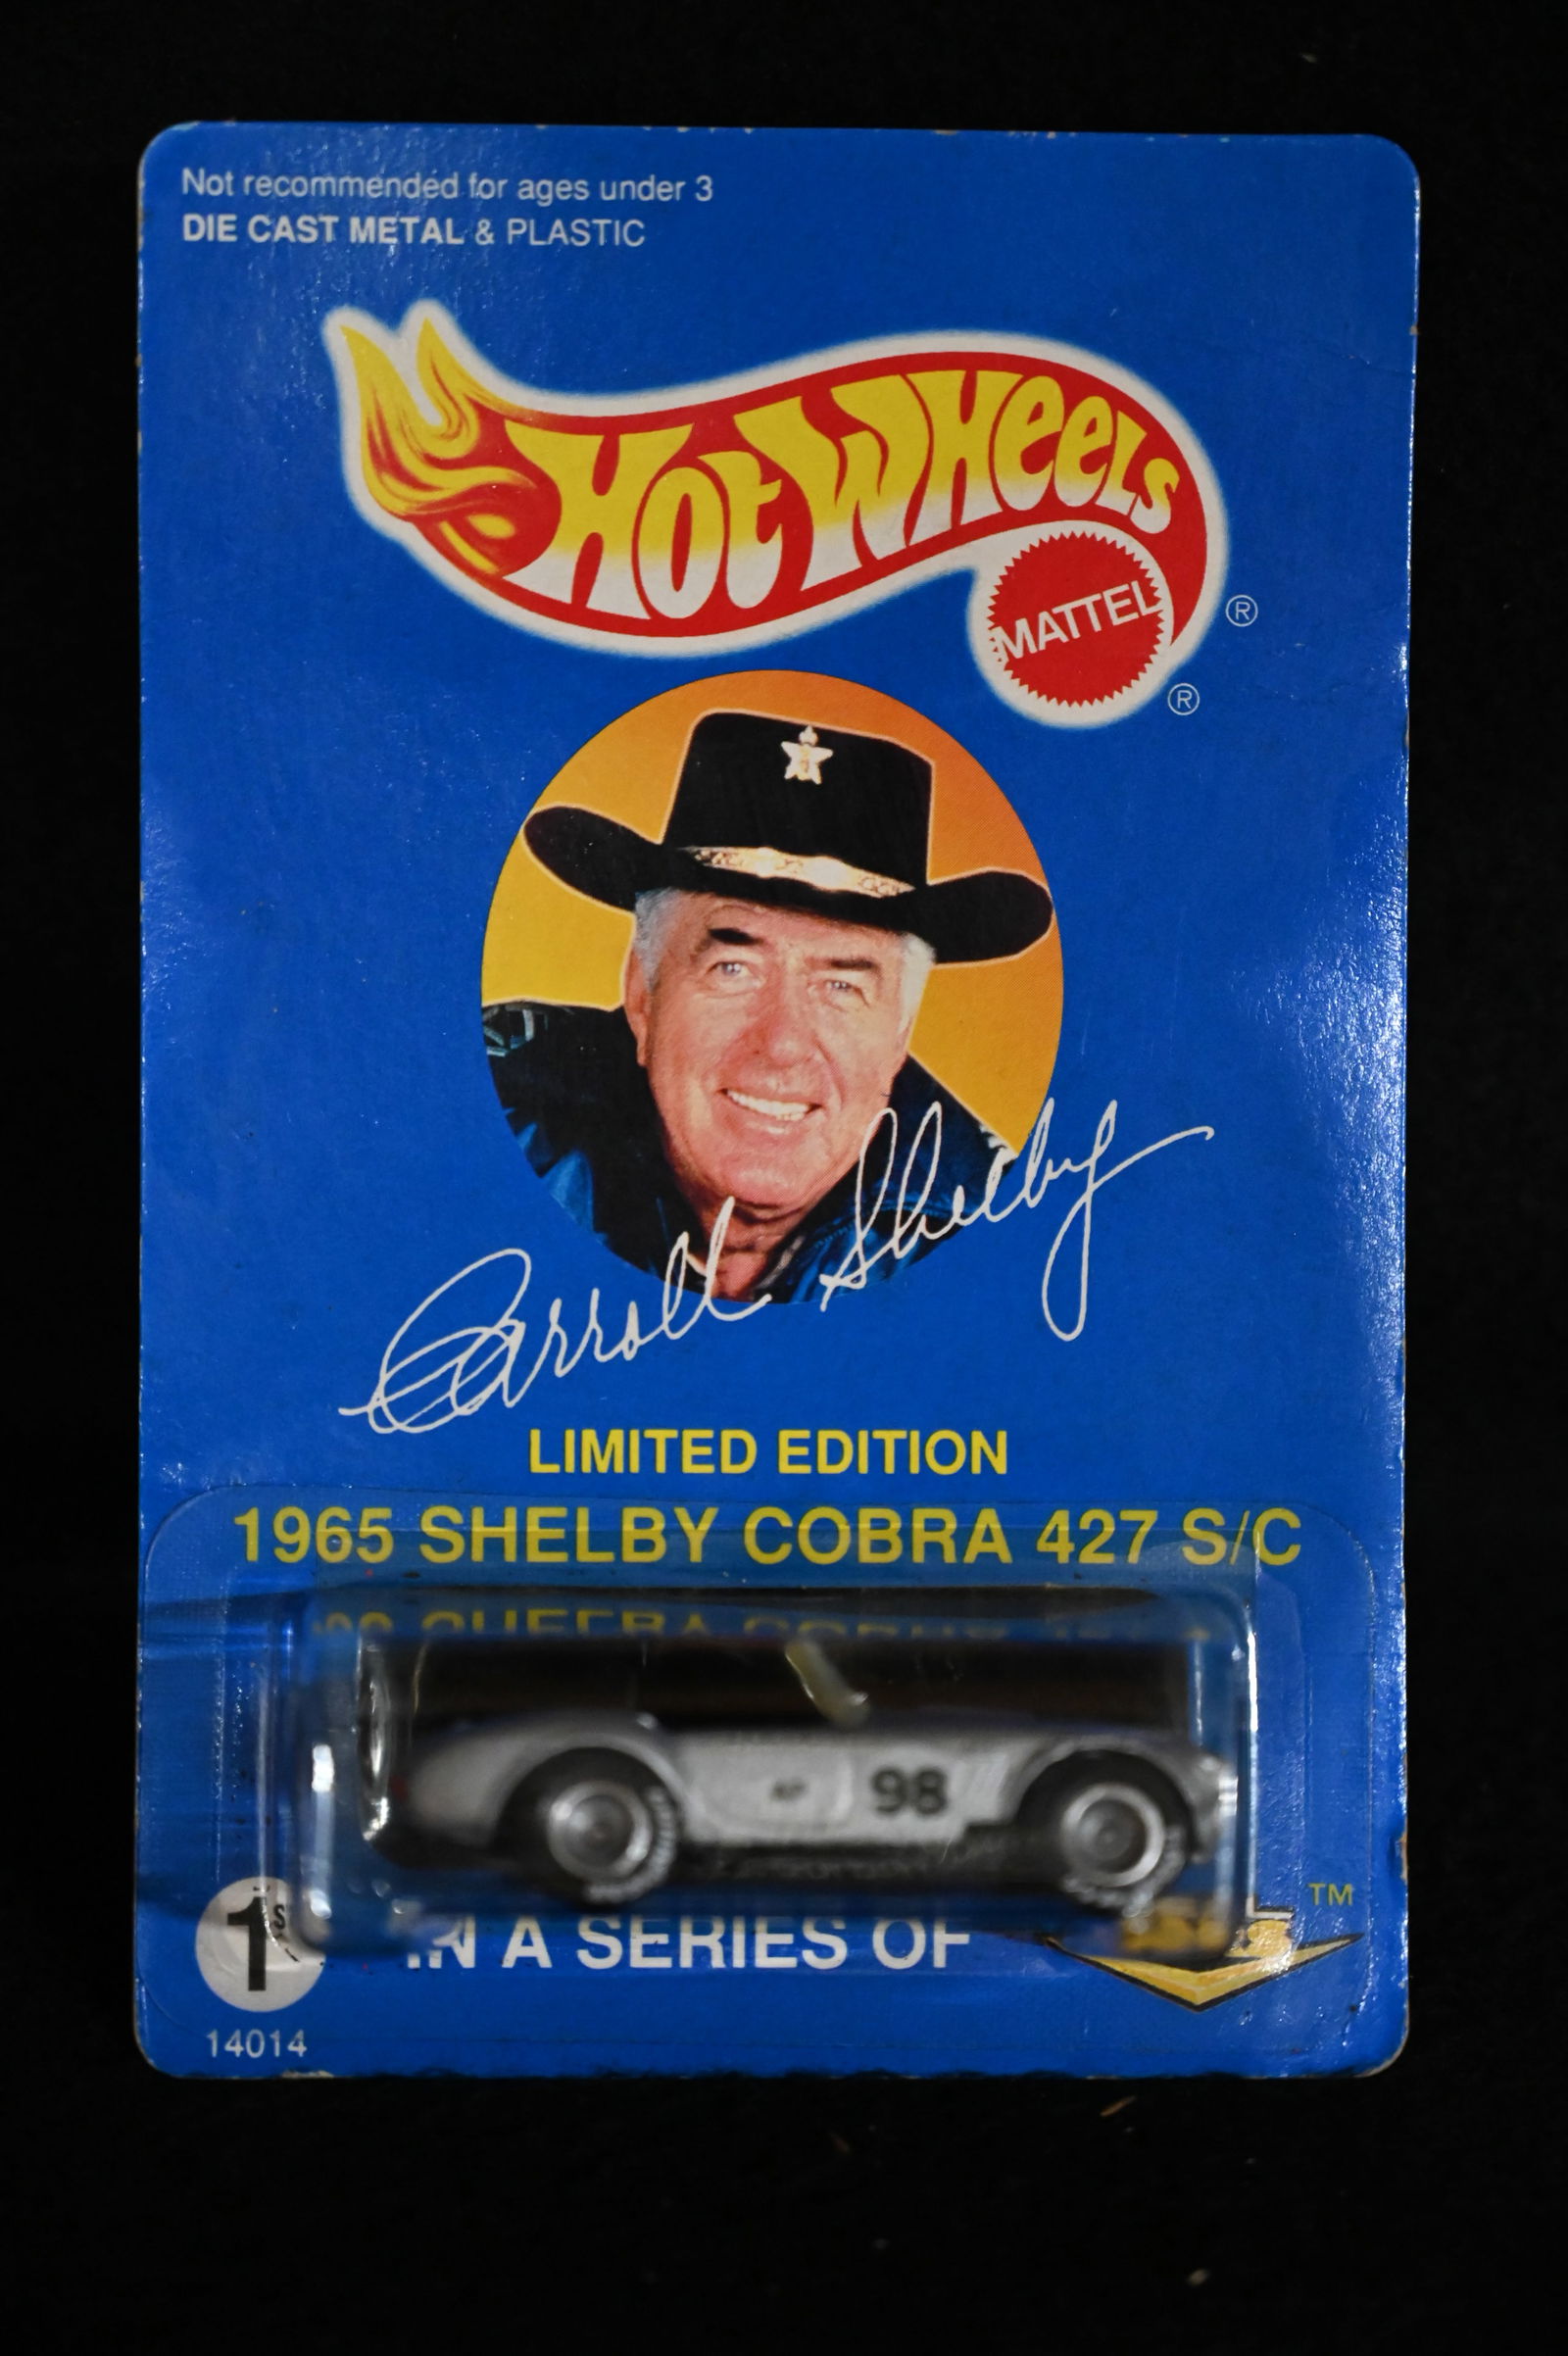 Not recommended for ages under 3
DIE CAST METAL & PLASTIC
HOT WHEELS
®
MATTEL
®
Carroll Shelby
LIMITED EDITION
1965 SHELBY COBRA 427 S/C
98
1
IN A SERIES OF
TM
14014